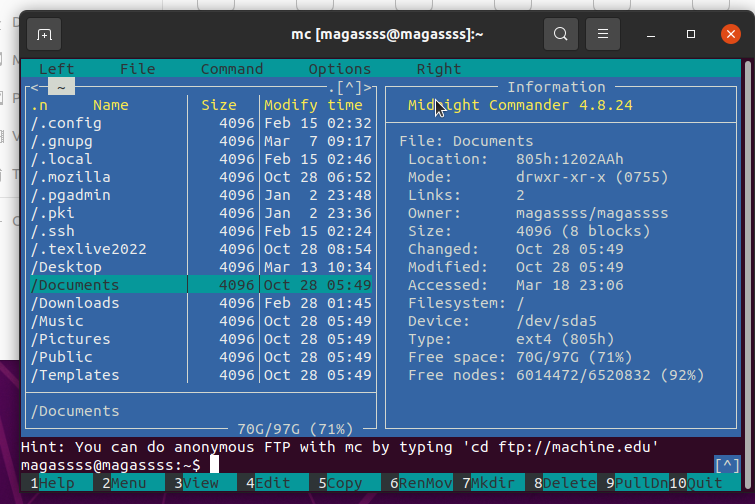 mc [magassss@magassss]:~
Left File Command Options Right
<- ~ .[^]>
.n Name Size Modify time
/.config 4096 Feb 15 02:32
/.gnupg 4096 Mar 7 09:17
/.local 4096 Feb 15 02:46
/.mozilla 4096 Oct 28 06:52
/.pgadmin 4096 Jan 2 23:48
/.pki 4096 Jan 2 23:36
/.ssh 4096 Feb 15 02:24
/.texlive2022 4096 Oct 28 08:54
/Desktop 4096 Mar 13 10:34
/Documents 4096 Oct 28 05:49
/Downloads 4096 Feb 28 01:45
/Music 4096 Oct 28 05:49
/Pictures 4096 Oct 28 05:49
/Public 4096 Oct 28 05:49
/Templates 4096 Oct 28 05:49
/Documents
70G/97G (71%)
Information
Midnight Commander 4.8.24
File: Documents
Location: 805h:1202AAh
Mode: drwxr-xr-x (0755)
Links: 2
Owner: magassss/magassss
Size: 4096 (8 blocks)
Changed: Oct 28 05:49
Modified: Oct 28 05:49
Accessed: Mar 18 23:06
Filesystem: /
Device: /dev/sda5
Type: ext4 (805h)
Free space: 70G/97G (71%)
Free nodes: 6014472/6520832 (92%)
Hint: You can do anonymous FTP with mc by typing 'cd ftp://machine.edu'
magassss@magassss:~$ [^]
1Help 2Menu 3View 4Edit 5Copy 6RenMov 7Mkdir 8Delete 9PullDn 10Quit